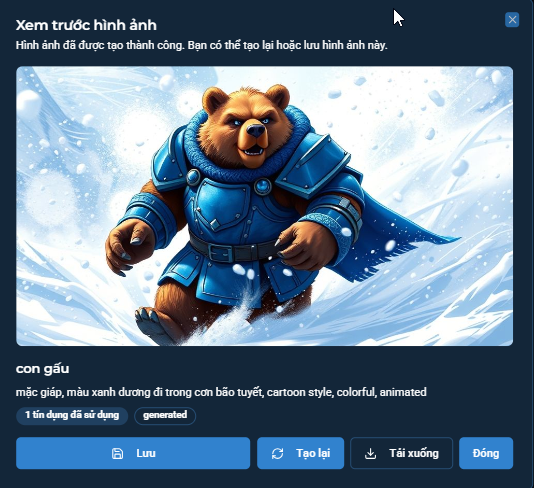 Xem trước hình ảnh
Hình ảnh đã được tạo thành công. Bạn có thể tạo lại hoặc lưu hình ảnh này.
con gấu
mặc giáp, màu xanh dương đi trong cơn bão tuyết, cartoon style, colorful, animated
1 tín dụng đã sử dụng generated
Lưu Tạo lại Tải xuống Đóng